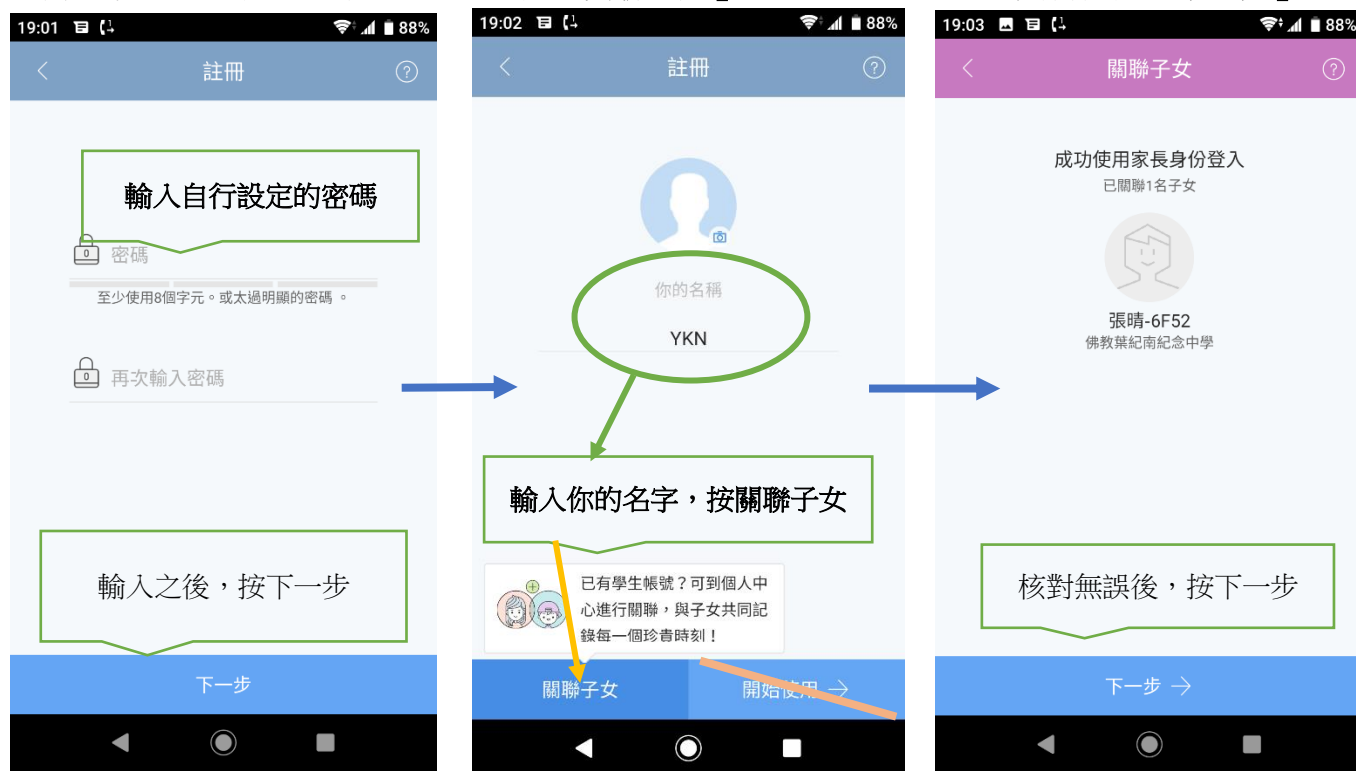 19:01
88%
註冊
輸入自行設定的密碼
密碼
至少使用8個字元。或太過明顯的密碼 。
再次輸入密碼
輸入之後，按下一步
下一步
19:02
88%
註冊
你的名稱
YKN
輸入你的名字，按關聯子女
已有學生帳號？可到個人中
心進行關聯，與子女共同記
錄每一個珍貴時刻！
關聯子女
開始使用 →
19:03
88%
關聯子女
成功使用家長身份登入
已關聯1名子女
張晴-6F52
佛教葉紀南紀念中學
核對無誤後，按下一步
下一步 →